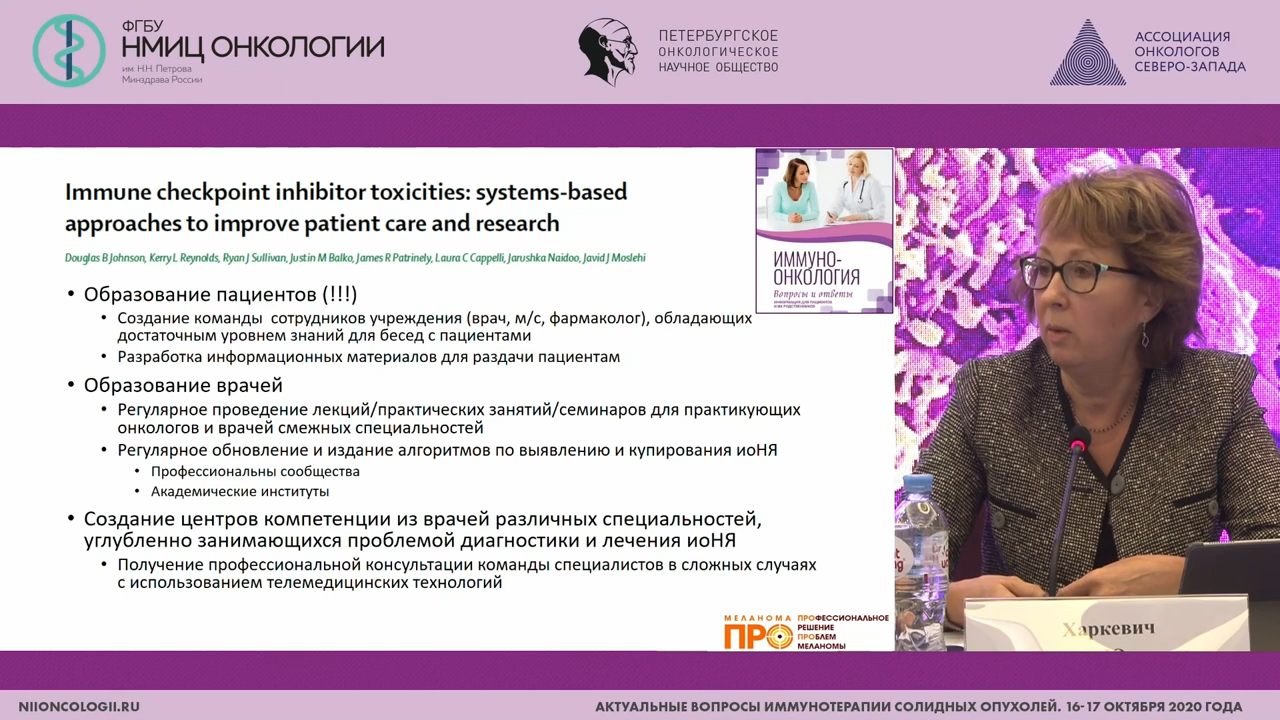 ФГБУ
НМИЦ ОНКОЛОГИИ
им. Н.Н. Петрова
Минздрава России
ПЕТЕРБУРГСКОЕ
ОНКОЛОГИЧЕСКОЕ
НАУЧНОЕ ОБЩЕСТВО
АССОЦИАЦИЯ
ОНКОЛОГОВ
СЕВЕРО-ЗАПАДА
Immune checkpoint inhibitor toxicities: systems-based
approaches to improve patient care and research
Douglas B Johnson, Kerry L Reynolds, Ryan J Sullivan, Justin M Balko, James R Patrinely, Laura C Cappelli, Jarushka Naidoo, Javid J Moslehi
ИММУНО-
ОНКОЛОГИЯ
Вопросы и ответы
ИНФОРМАЦИЯ ДЛЯ ПАЦИЕНТОВ
И ИХ РОДСТВЕННИКОВ
• Образование пациентов (!!!)
• Создание команды сотрудников учреждения (врач, м/с, фармаколог), обладающих
достаточным уровнем знаний для бесед с пациентами
• Разработка информационных материалов для раздачи пациентам
• Образование врачей
• Регулярное проведение лекций/практических занятий/семинаров для практикующих
онкологов и врачей смежных специальностей
• Регулярное обновление и издание алгоритмов по выявлению и купирования иоНЯ
• Профессиональны сообщества
• Академические институты
• Создание центров компетенции из врачей различных специальностей,
углубленно занимающихся проблемой диагностики и лечения иоНЯ
• Получение профессиональной консультации команды специалистов в сложных случаях
с использованием телемедицинских технологий
МЕЛАНОМА
ПРО
ПРОФЕССИОНАЛЬНОЕ
РЕШЕНИЕ
ПРОБЛЕМ
МЕЛАНОМЫ
Харкевич
NIIONCOLOGII.RU
АКТУАЛЬНЫЕ ВОПРОСЫ ИММУНОТЕРАПИИ СОЛИДНЫХ ОПУХОЛЕЙ. 16-17 ОКТЯБРЯ 2020 ГОДА